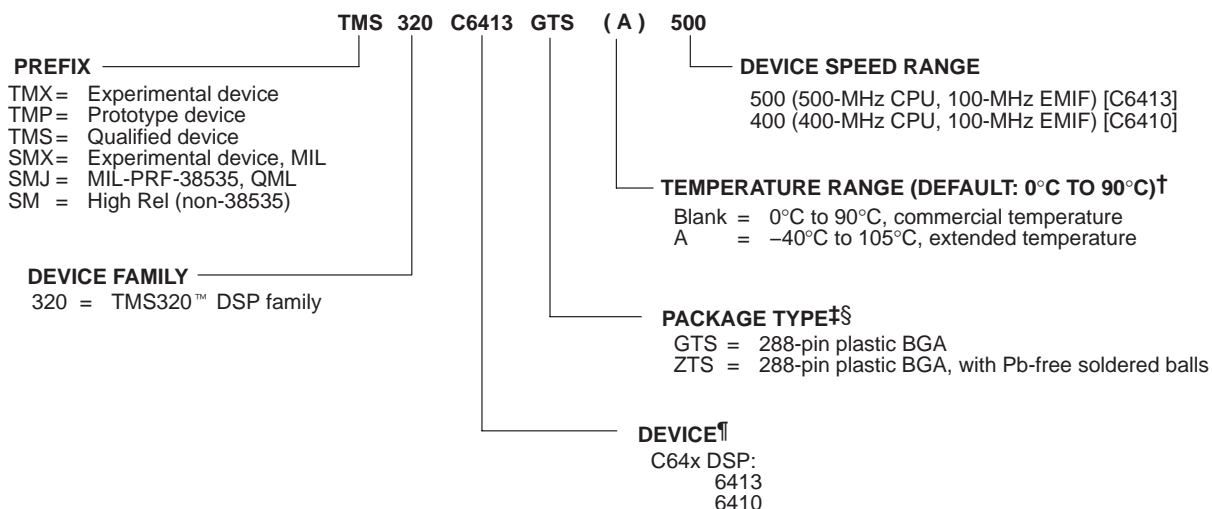 TMS 320 C6413 GTS ( A ) 500
PREFIX
TMX = Experimental device
TMP = Prototype device
TMS = Qualified device
SMX = Experimental device, MIL
SMJ = MIL-PRF-38535, QML
SM = High Rel (non-38535)
DEVICE SPEED RANGE
500 (500-MHz CPU, 100-MHz EMIF) [C6413]
400 (400-MHz CPU, 100-MHz EMIF) [C6410]
TEMPERATURE RANGE (DEFAULT: 0°C TO 90°C)†
Blank = 0°C to 90°C, commercial temperature
A = −40°C to 105°C, extended temperature
DEVICE FAMILY
320 = TMS320™ DSP family
PACKAGE TYPE‡§
GTS = 288-pin plastic BGA
ZTS = 288-pin plastic BGA, with Pb-free soldered balls
DEVICE¶
C64x DSP:
6413
6410